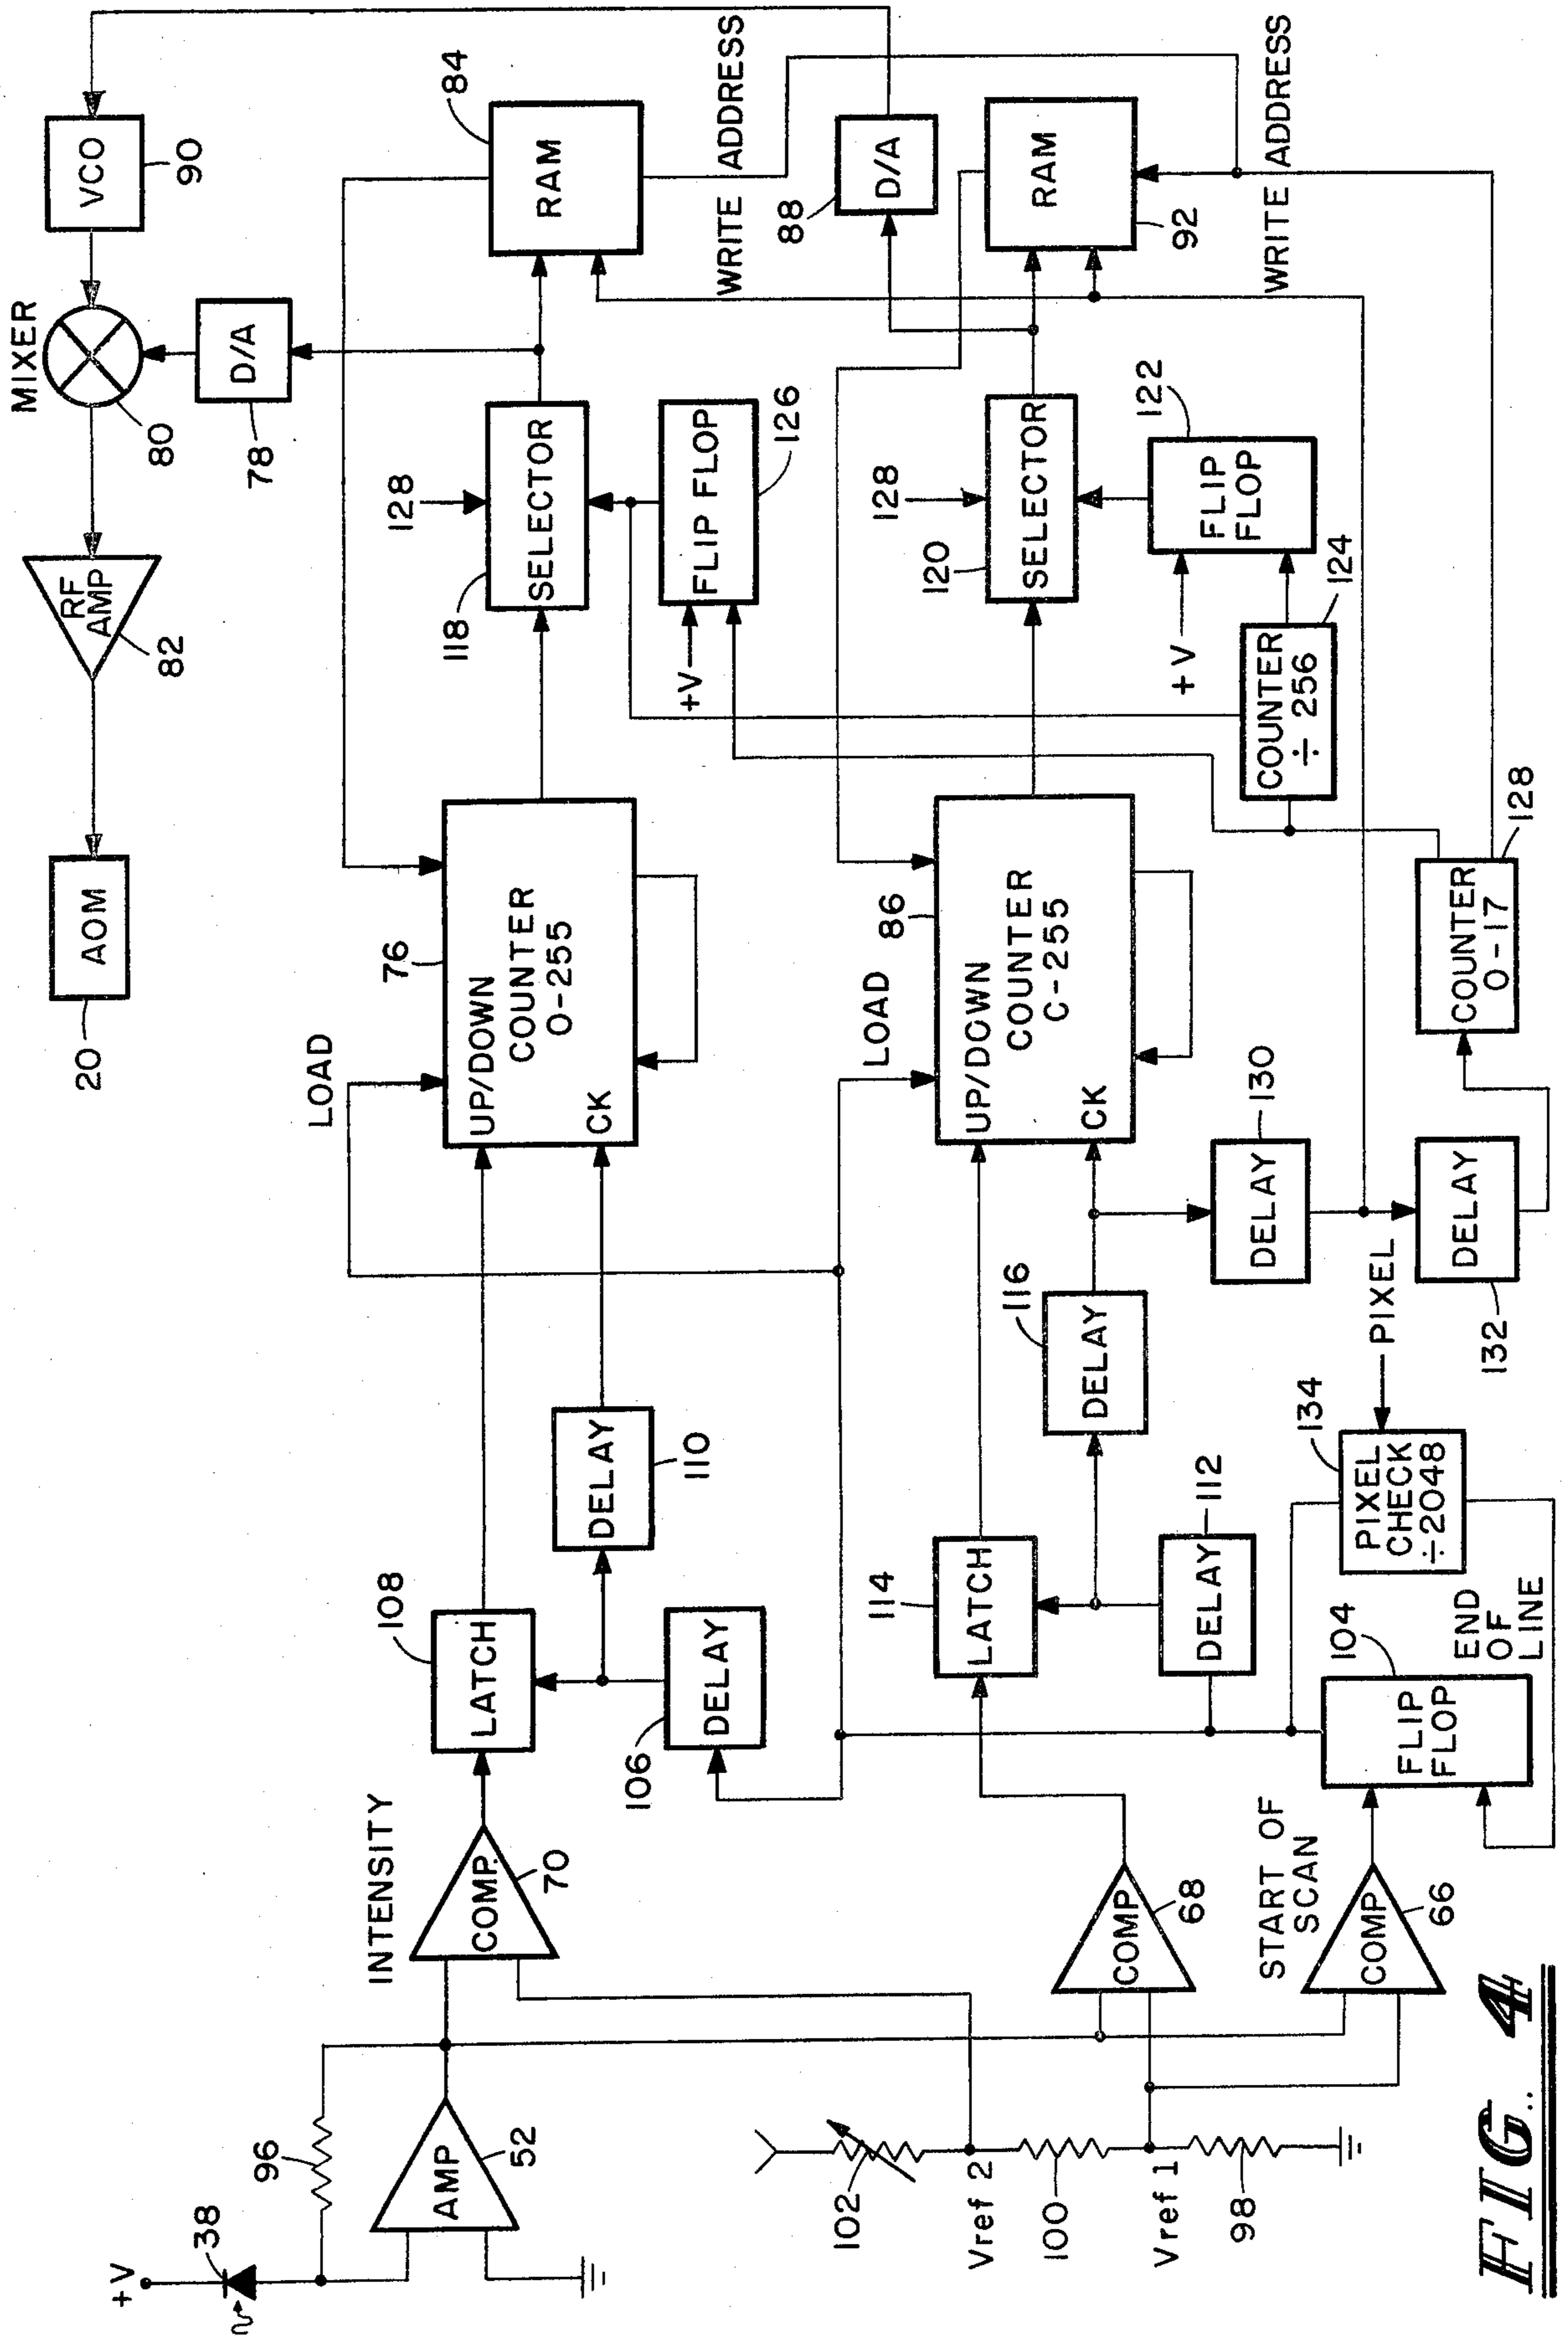 +V
38
96
AMP
52
102
Vref 2
100
Vref 1
98
INTENSITY
COMP.
70
COMP
68
START OF
SCAN
COMP
66
108
LATCH
DELAY
106
DELAY
110
114
LATCH
DELAY
112
DELAY
116
104
FLIP
FLOP
END
OF
LINE
134
PIXEL
CHECK
÷2048
PIXEL
DELAY
130
DELAY
132
LOAD
76
UP/DOWN
COUNTER
0-255
CK
LOAD
86
UP/DOWN
COUNTER
C-255
CK
COUNTER
0-17
128
COUNTER
÷ 256
124
+V
FLIP
FLOP
122
+V
FLIP FLOP
126
118
SELECTOR
128
120
SELECTOR
128
RAM
84
WRITE ADDRESS
88
D/A
RAM
92
WRITE ADDRESS
VCO
90
MIXER
80
D/A
78
RF
AMP
82
AOM
20
FIG. 4